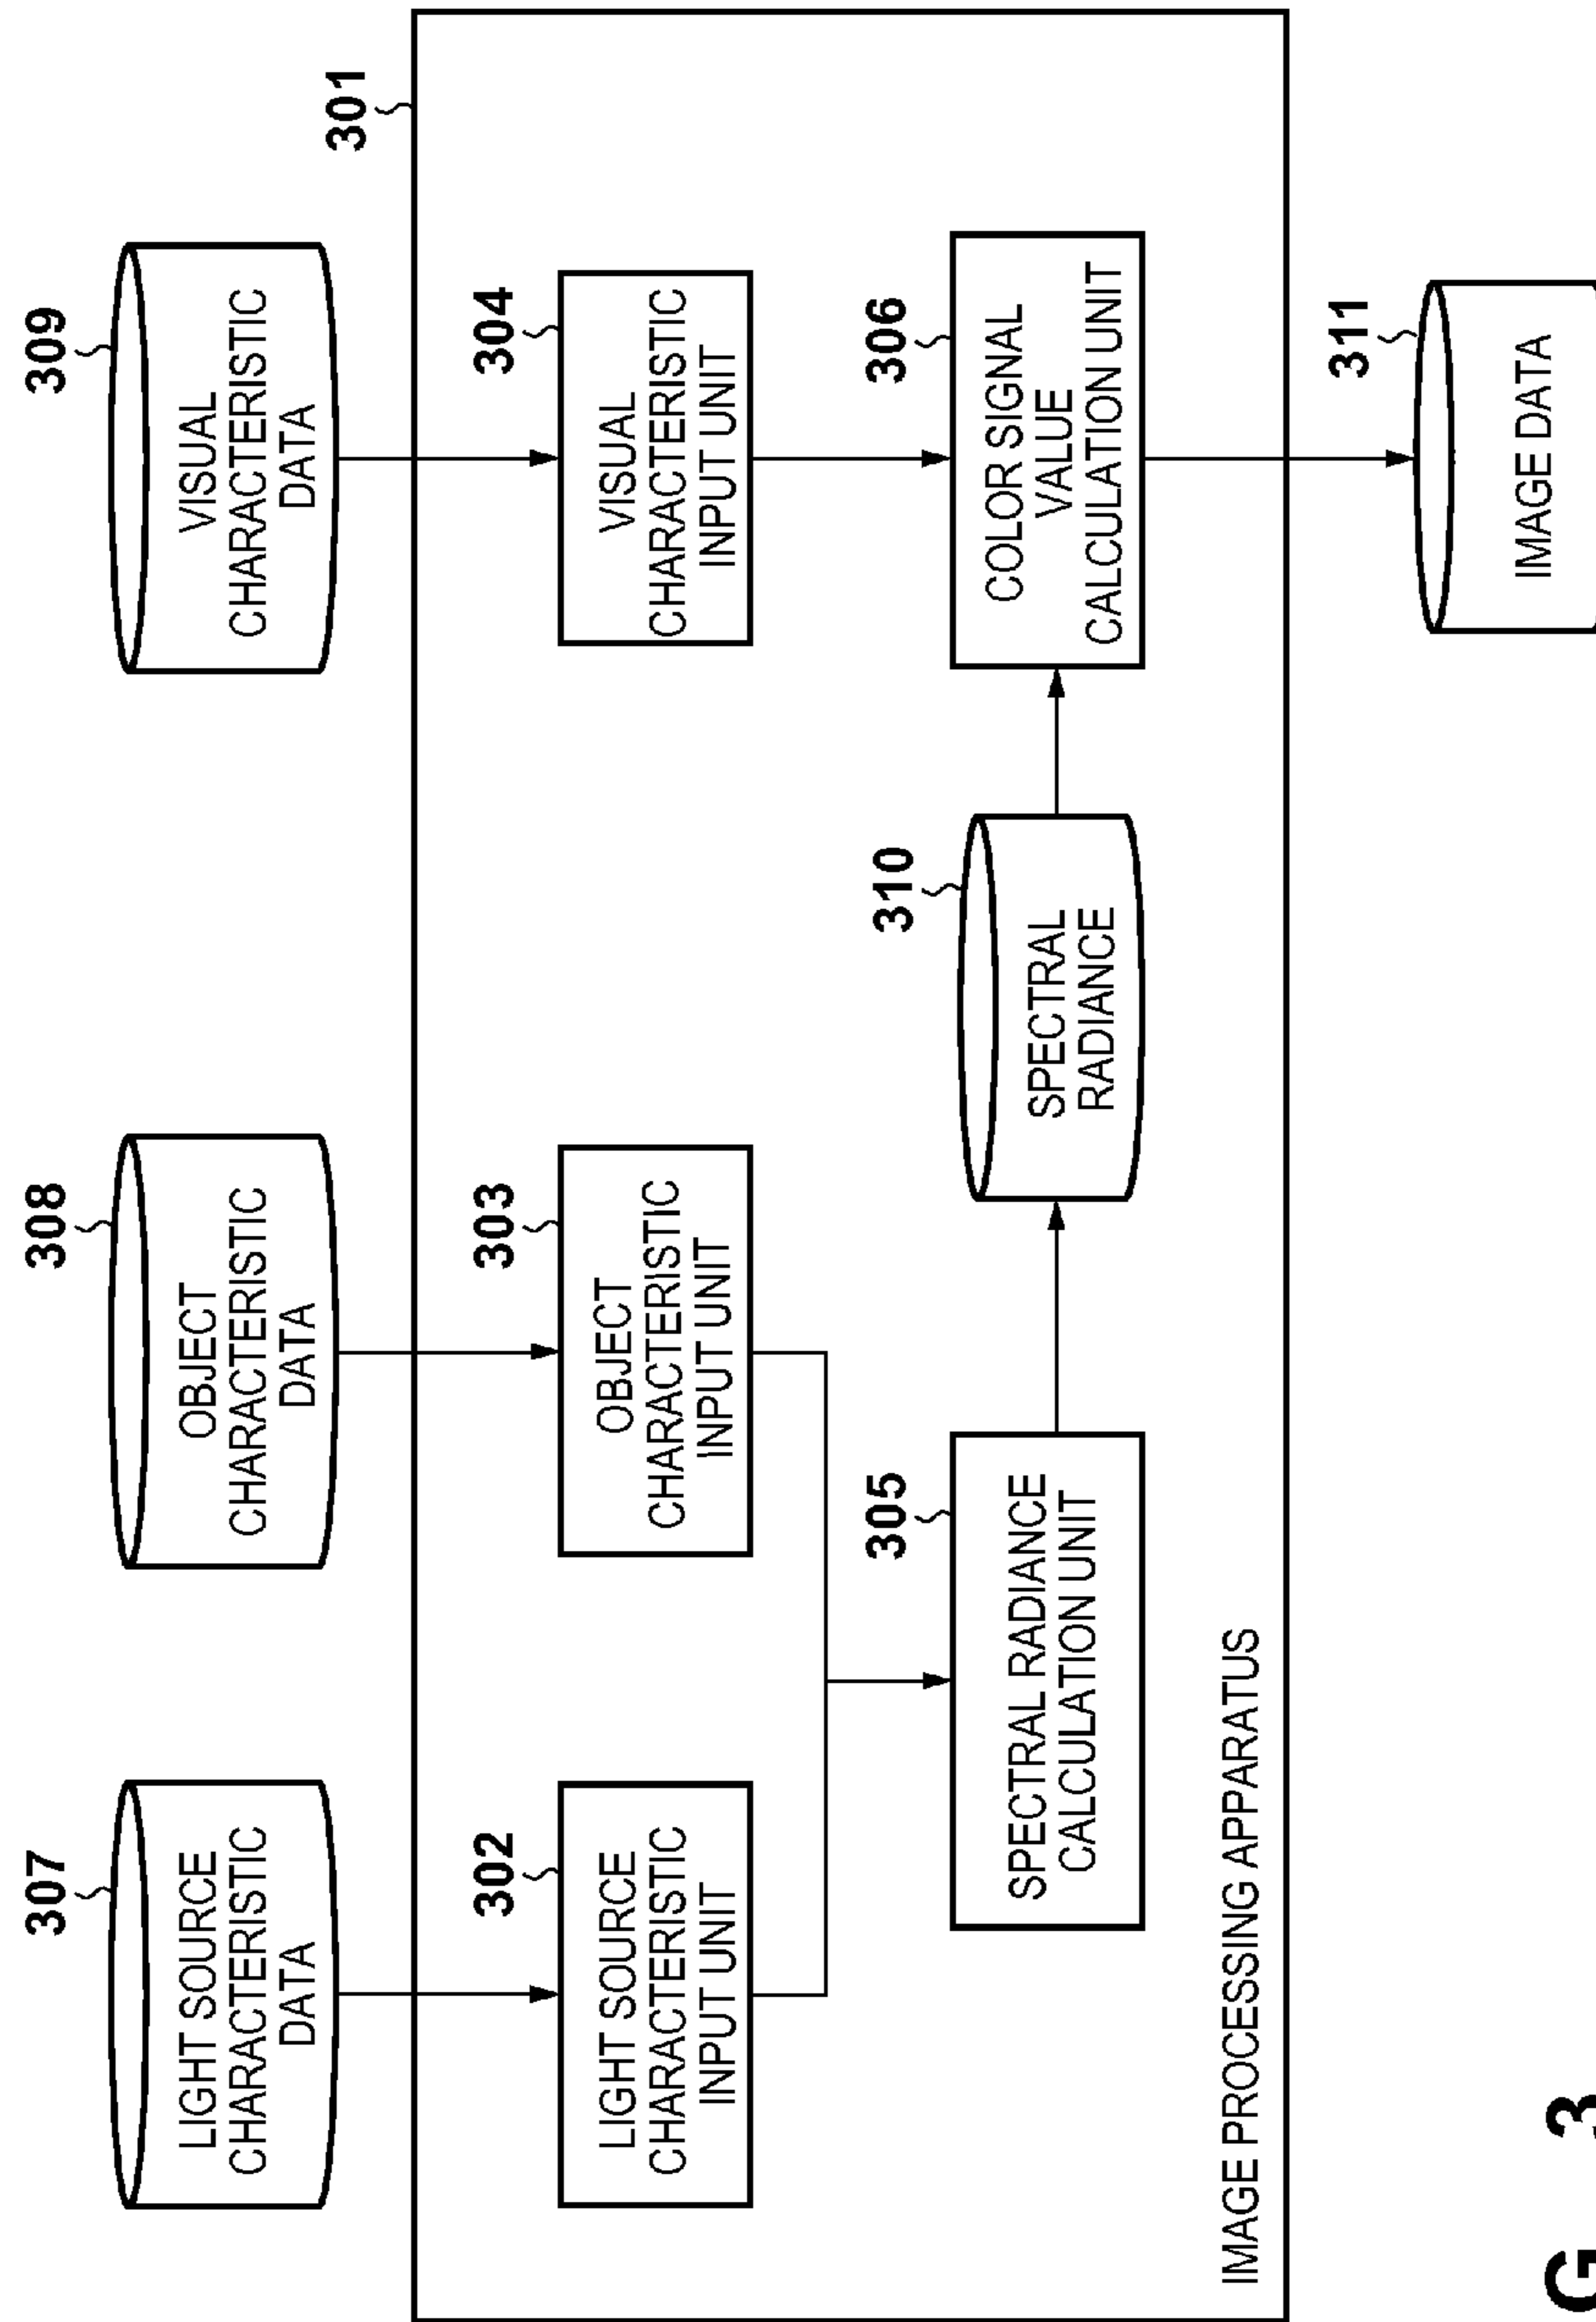 307
308
309
LIGHT SOURCE
CHARACTERISTIC
DATA
OBJECT
CHARACTERISTIC
DATA
VISUAL
CHARACTERISTIC
DATA
301
302
303
304
LIGHT SOURCE
CHARACTERISTIC
INPUT UNIT
OBJECT
CHARACTERISTIC
INPUT UNIT
VISUAL
CHARACTERISTIC
INPUT UNIT
305
310
306
SPECTRAL RADIANCE
CALCULATION UNIT
SPECTRAL
RADIANCE
COLOR SIGNAL
VALUE
CALCULATION UNIT
IMAGE PROCESSING APPARATUS
311
IMAGE DATA
G. 3